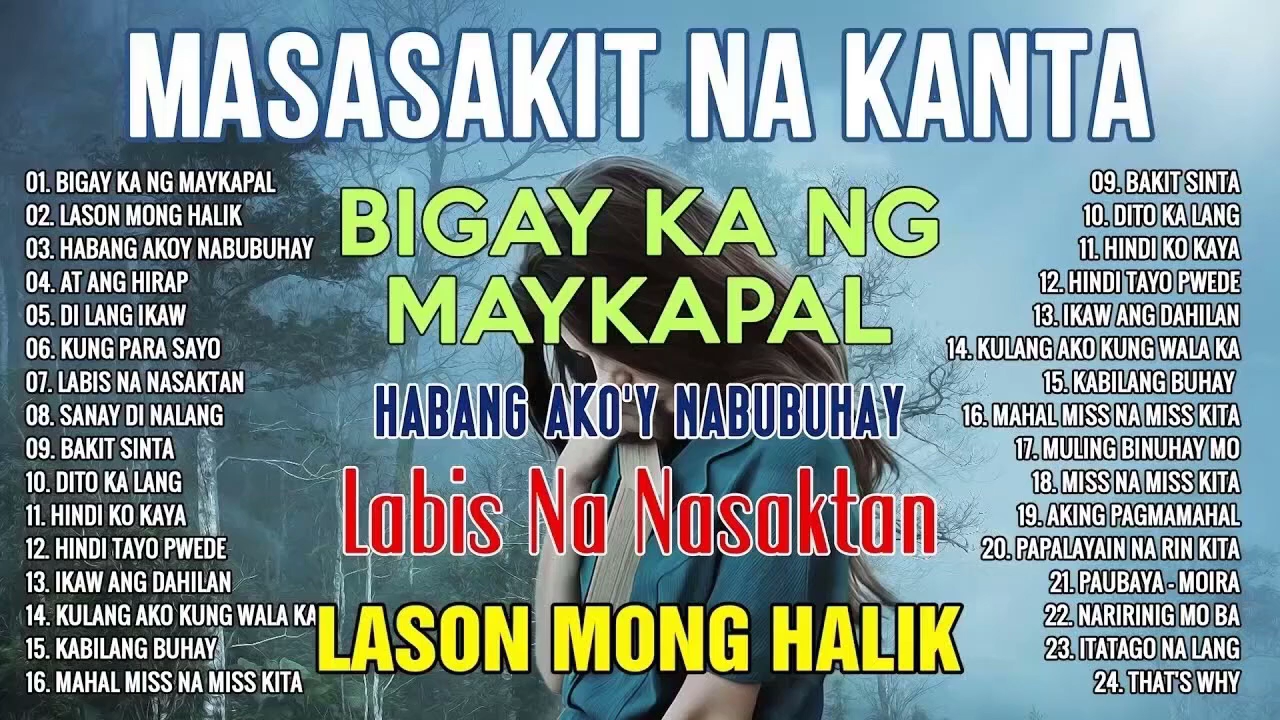 MASASAKIT NA KANTA
01. BIGAY KA NG MAYKAPAL
02. LASON MONG HALIK
03. HABANG AKOY NABUBUHAY
04. AT ANG HIRAP
05. DI LANG IKAW
06. KUNG PARA SAYO
07. LABIS NA NASAKTAN
08. SANAY DI NALANG
09. BAKIT SINTA
10. DITO KA LANG
11. HINDI KO KAYA
12. HINDI TAYO PWEDE
13. IKAW ANG DAHILAN
14. KULANG AKO KUNG WALA KA
15. KABILANG BUHAY
16. MAHAL MISS NA MISS KITA
BIGAY KA NG
MAYKAPAL
HABANG AKO'Y NABUBUHAY
Labis Na Nasaktan
LASON MONG HALIK
09. BAKIT SINTA
10. DITO KA LANG
11. HINDI KO KAYA
12. HINDI TAYO PWEDE
13. IKAW ANG DAHILAN
14. KULANG AKO KUNG WALA KA
15. KABILANG BUHAY
16. MAHAL MISS NA MISS KITA
17. MULING BINUHAY MO
18. MISS NA MISS KITA
19. AKING PAGMAMAHAL
20. PAPALAYAIN NA RIN KITA
21. PAUBAYA - MOIRA
22. NARIRINIG MO BA
23. ITATAGO NA LANG
24. THAT'S WHY